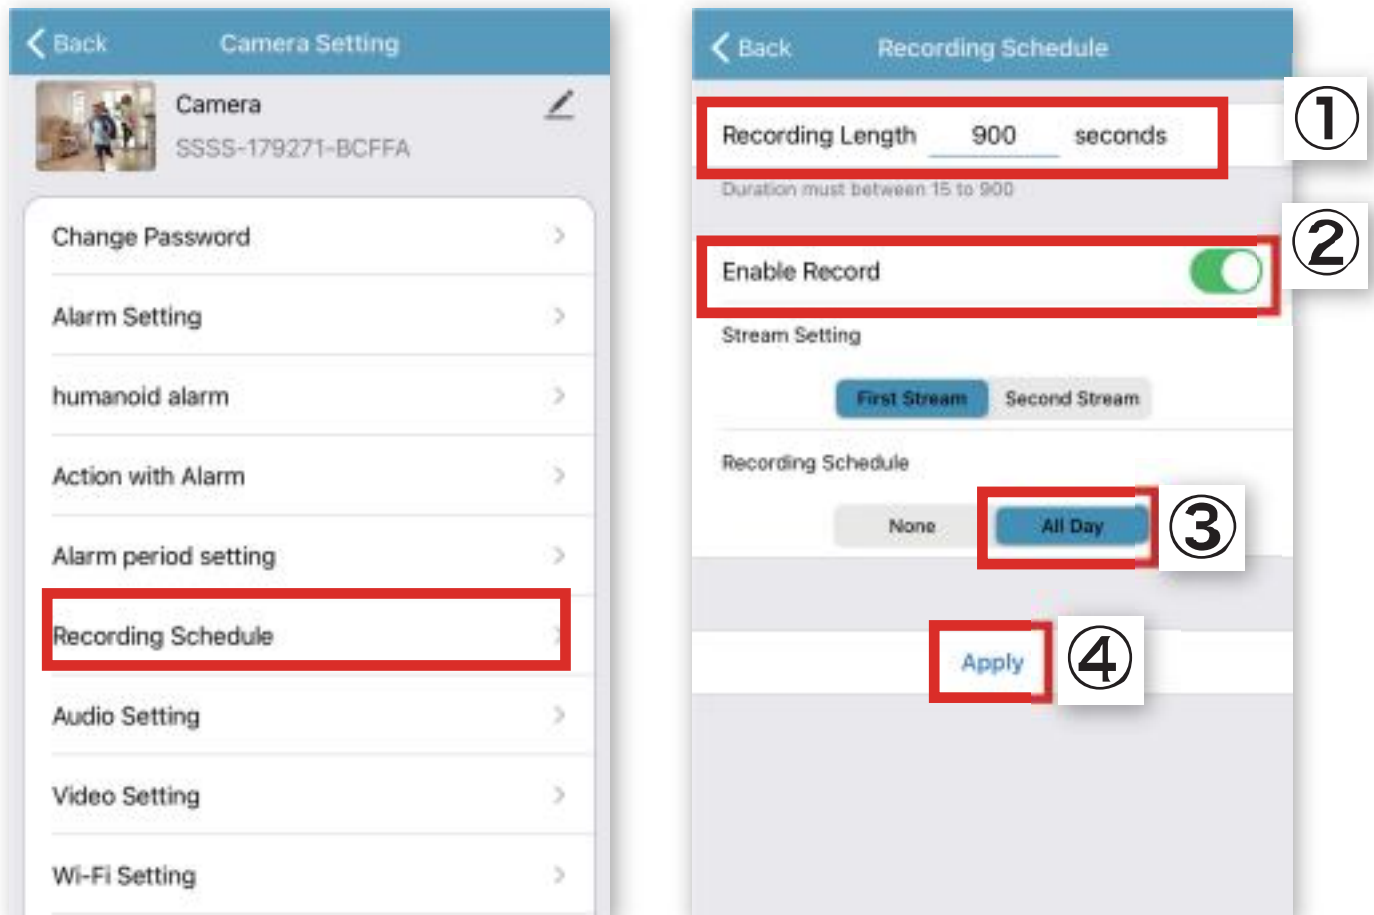 Back Camera Setting
Camera
SSSS-179271-BCFFA
Change Password
Alarm Setting
humanoid alarm
Action with Alarm
Alarm period setting
Recording Schedule
Audio Setting
Video Setting
Wi-Fi Setting
Back Recording Schedule
Recording Length 900 seconds
①
Duration must between 15 to 900
②
Enable Record
Stream Setting
First Stream Second Stream
Recording Schedule
None All Day
③
Apply
④